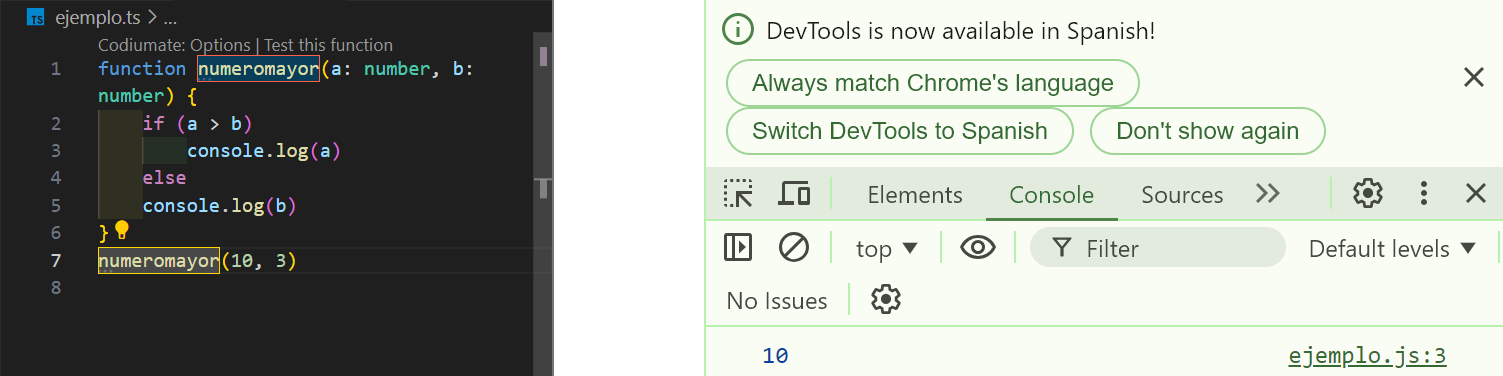 TS ejemplo.ts > ...
Codiumate: Options | Test this function
1 function numeromayor(a: number, b:
number) {
2 if (a > b)
3 console.log(a)
4 else
5 console.log(b)
6 }
7 numeromayor(10, 3)
8
DevTools is now available in Spanish!
Always match Chrome's language
Switch DevTools to Spanish Don't show again
Elements Console Sources
top Filter Default levels
No Issues
10 ejemplo.js:3